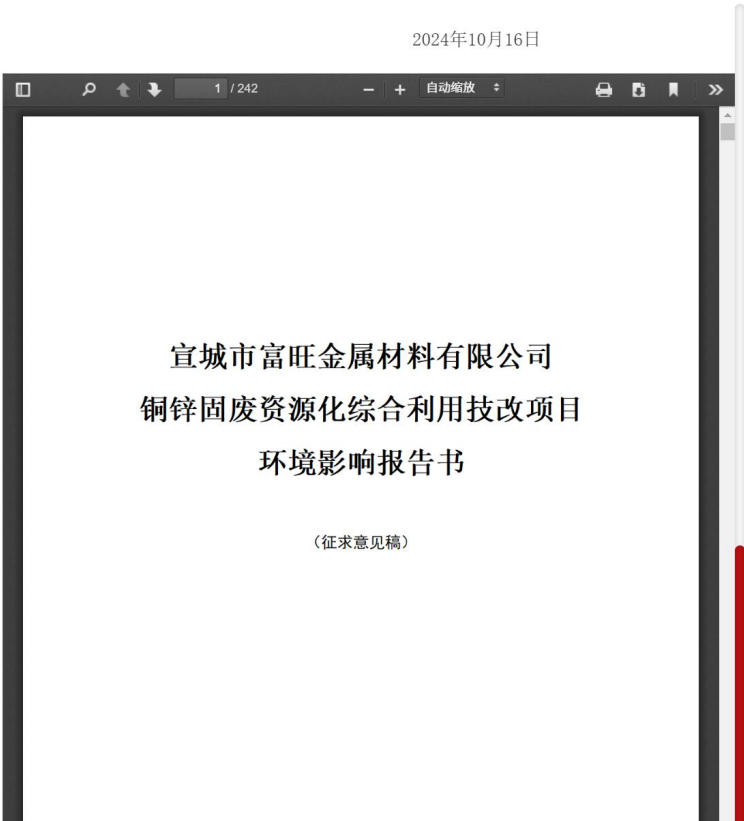 2024年10月16日
1 / 242
自动缩放
宣城市富旺金属材料有限公司
铜锌固废资源化综合利用技改项目
环境影响报告书
（征求意见稿）